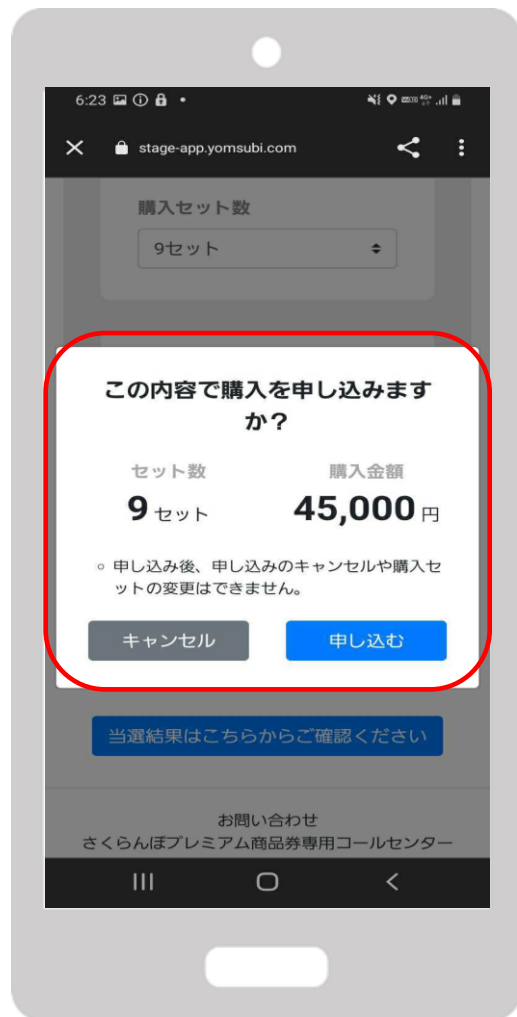 6:23
stage-app.yomsubi.com
購入セット数
9セット
この内容で購入を申し込みます
か？
セット数 購入金額
9 セット 45,000 円
申し込み後、申し込みのキャンセルや購入セ
ットの変更はできません。
キャンセル 申し込む
当選結果はこちらからご確認ください
お問い合わせ
さくらんぼプレミアム商品券専用コールセンター